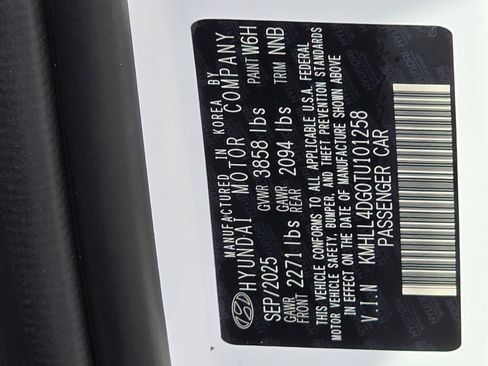 MANUFACTURED IN KOREA BY
HYUNDAI MOTOR COMPANY
SEP/2025 GVWR 3858 lbs PAINT W6H
GAWR FRONT 2271 lbs GAWR REAR 2094 lbs TRIM NNB
THIS VEHICLE CONFORMS TO ALL APPLICABLE U.S.A. FEDERAL
MOTOR VEHICLE SAFETY, BUMPER, AND THEFT PREVENTION STANDARDS
IN EFFECT ON THE DATE OF MANUFACTURE SHOWN ABOVE
V.I.N KMHLL4DG0TU101258
PASSENGER CAR